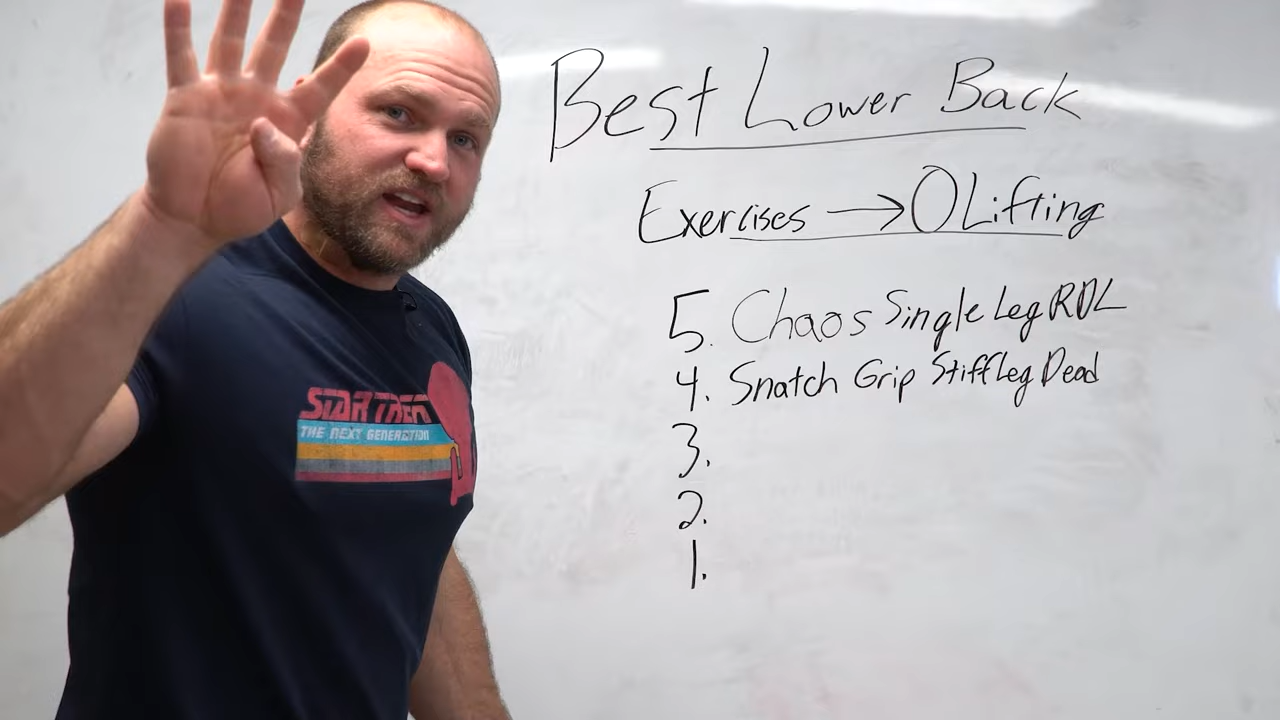 Best Lower Back
Exercises → O Lifting
5. Chaos Single Leg RDL
4. Snatch Grip Stiff Leg Dead
3.
2.
1.
STAR TREK
THE NEXT GENERATION